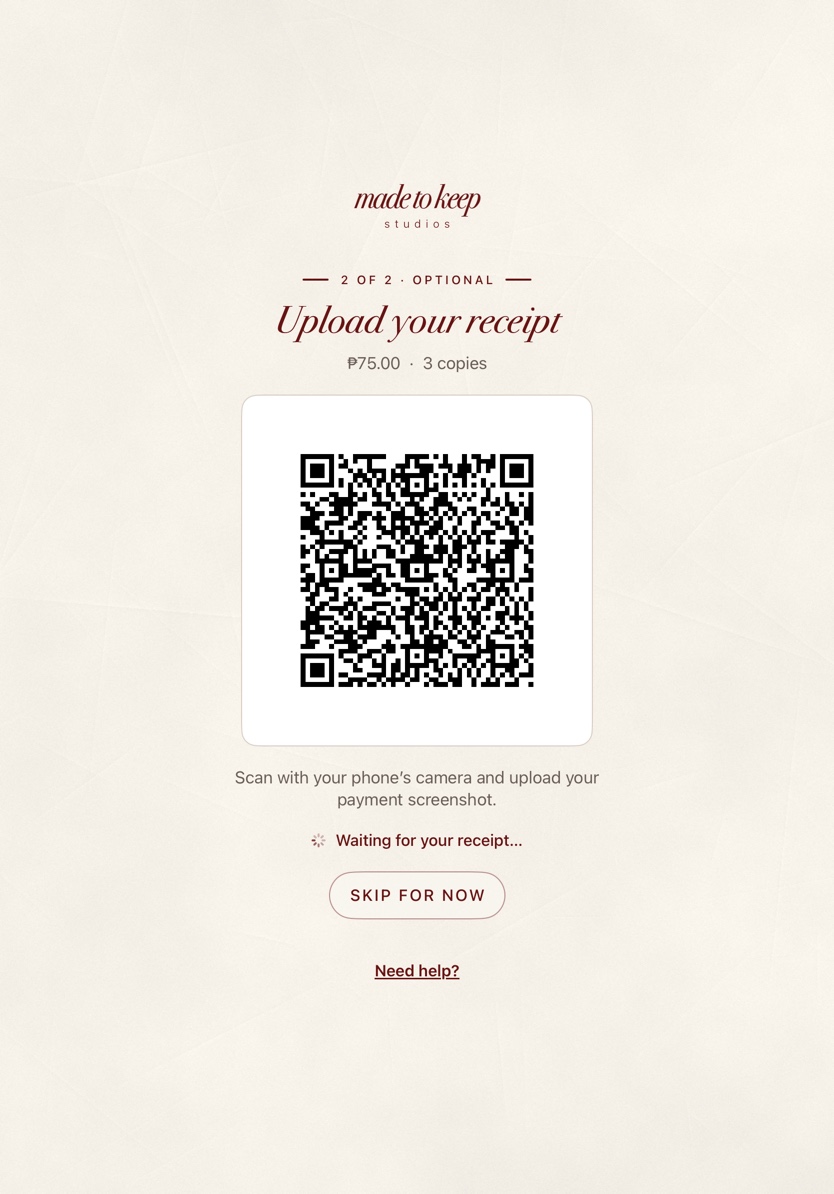 made to keep
studios
2 OF 2 · OPTIONAL
Upload your receipt
₱75.00 · 3 copies
Scan with your phone’s camera and upload your
payment screenshot.
Waiting for your receipt...
SKIP FOR NOW
Need help?